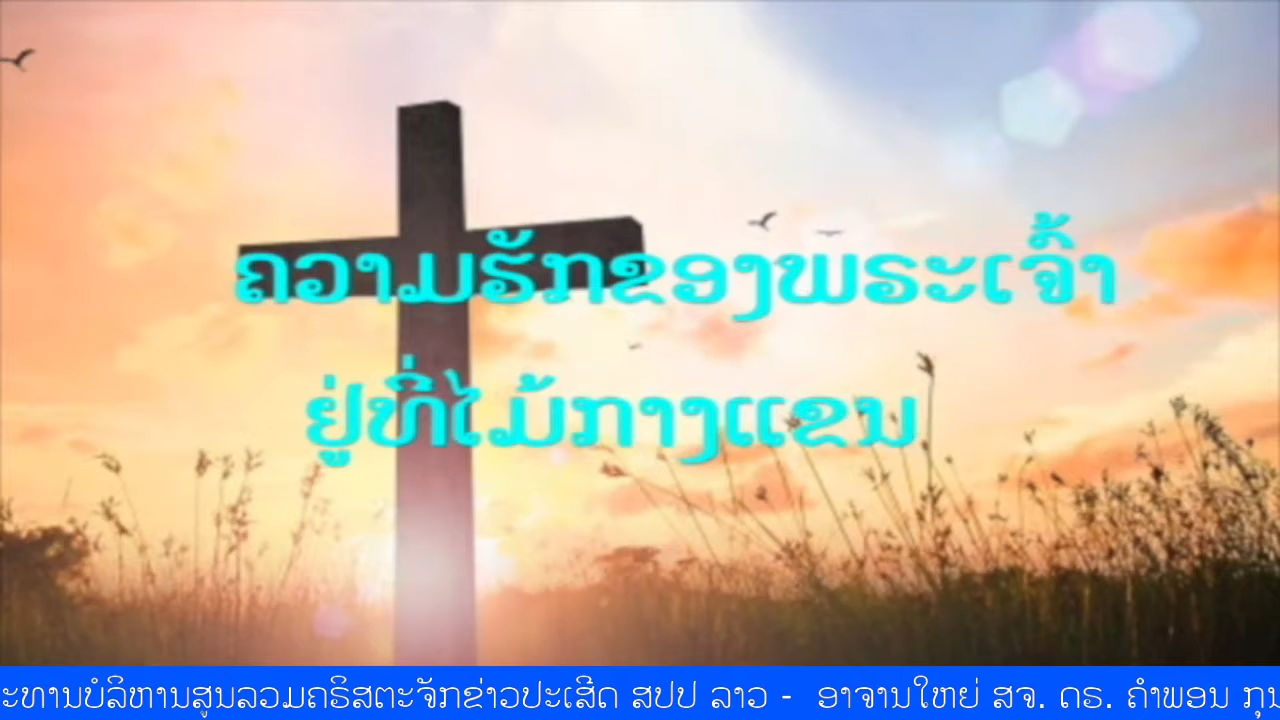 ຄວາມຮັກຂອງພຣະເຈົ້າ
ຢູ່ທີ່ໄມ້ກາງແຂນ
ະທານບໍລິຫານສູນລວມຄຣິສຕະຈັກຂ່າວປະເສີດ ສປປ ລາວ - ອາຈານໃຫຍ່ ສຈ. ດຣ. ຄຳພອນ